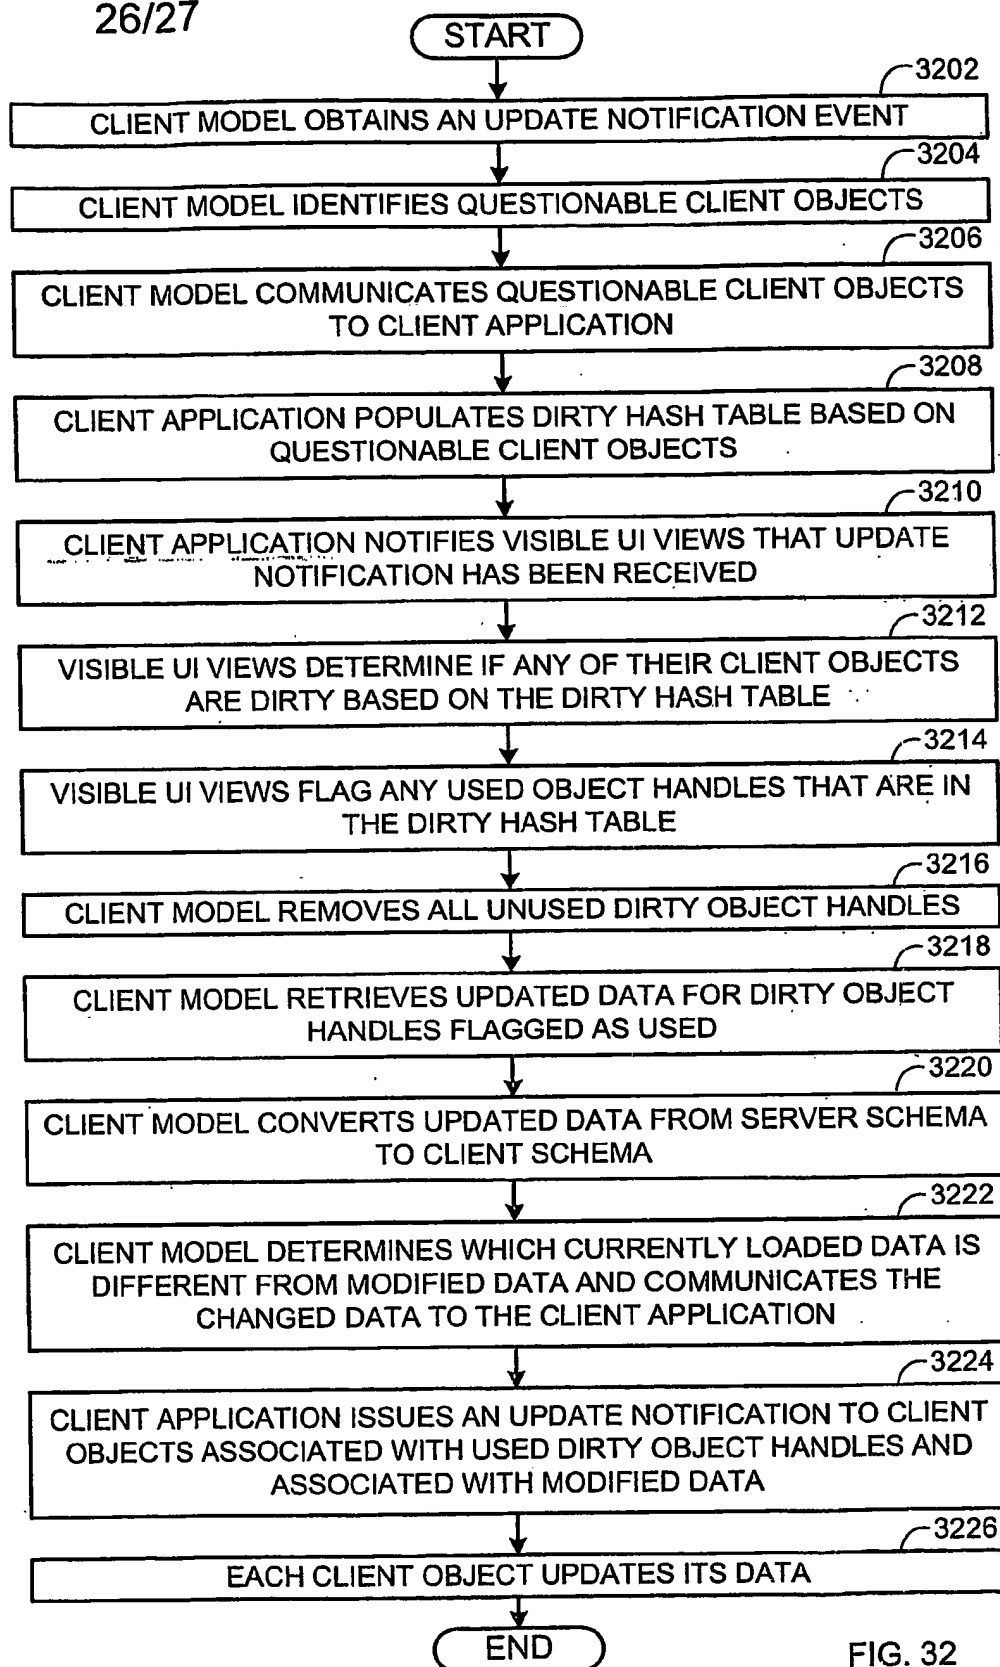 26/27
START
3202
CLIENT MODEL OBTAINS AN UPDATE NOTIFICATION EVENT
3204
CLIENT MODEL IDENTIFIES QUESTIONABLE CLIENT OBJECTS
3206
CLIENT MODEL COMMUNICATES QUESTIONABLE CLIENT OBJECTS
TO CLIENT APPLICATION
3208
CLIENT APPLICATION POPULATES DIRTY HASH TABLE BASED ON
QUESTIONABLE CLIENT OBJECTS
3210
CLIENT APPLICATION NOTIFIES VISIBLE UI VIEWS THAT UPDATE
NOTIFICATION HAS BEEN RECEIVED
3212
VISIBLE UI VIEWS DETERMINE IF ANY OF THEIR CLIENT OBJECTS
ARE DIRTY BASED ON THE DIRTY HASH TABLE
3214
VISIBLE UI VIEWS FLAG ANY USED OBJECT HANDLES THAT ARE IN
THE DIRTY HASH TABLE
3216
CLIENT MODEL REMOVES ALL UNUSED DIRTY OBJECT HANDLES
3218
CLIENT MODEL RETRIEVES UPDATED DATA FOR DIRTY OBJECT
HANDLES FLAGGED AS USED
3220
CLIENT MODEL CONVERTS UPDATED DATA FROM SERVER SCHEMA
TO CLIENT SCHEMA
3222
CLIENT MODEL DETERMINES WHICH CURRENTLY LOADED DATA IS
DIFFERENT FROM MODIFIED DATA AND COMMUNICATES THE
CHANGED DATA TO THE CLIENT APPLICATION
3224
CLIENT APPLICATION ISSUES AN UPDATE NOTIFICATION TO CLIENT
OBJECTS ASSOCIATED WITH USED DIRTY OBJECT HANDLES AND
ASSOCIATED WITH MODIFIED DATA
3226
EACH CLIENT OBJECT UPDATES ITS DATA
END
FIG. 32